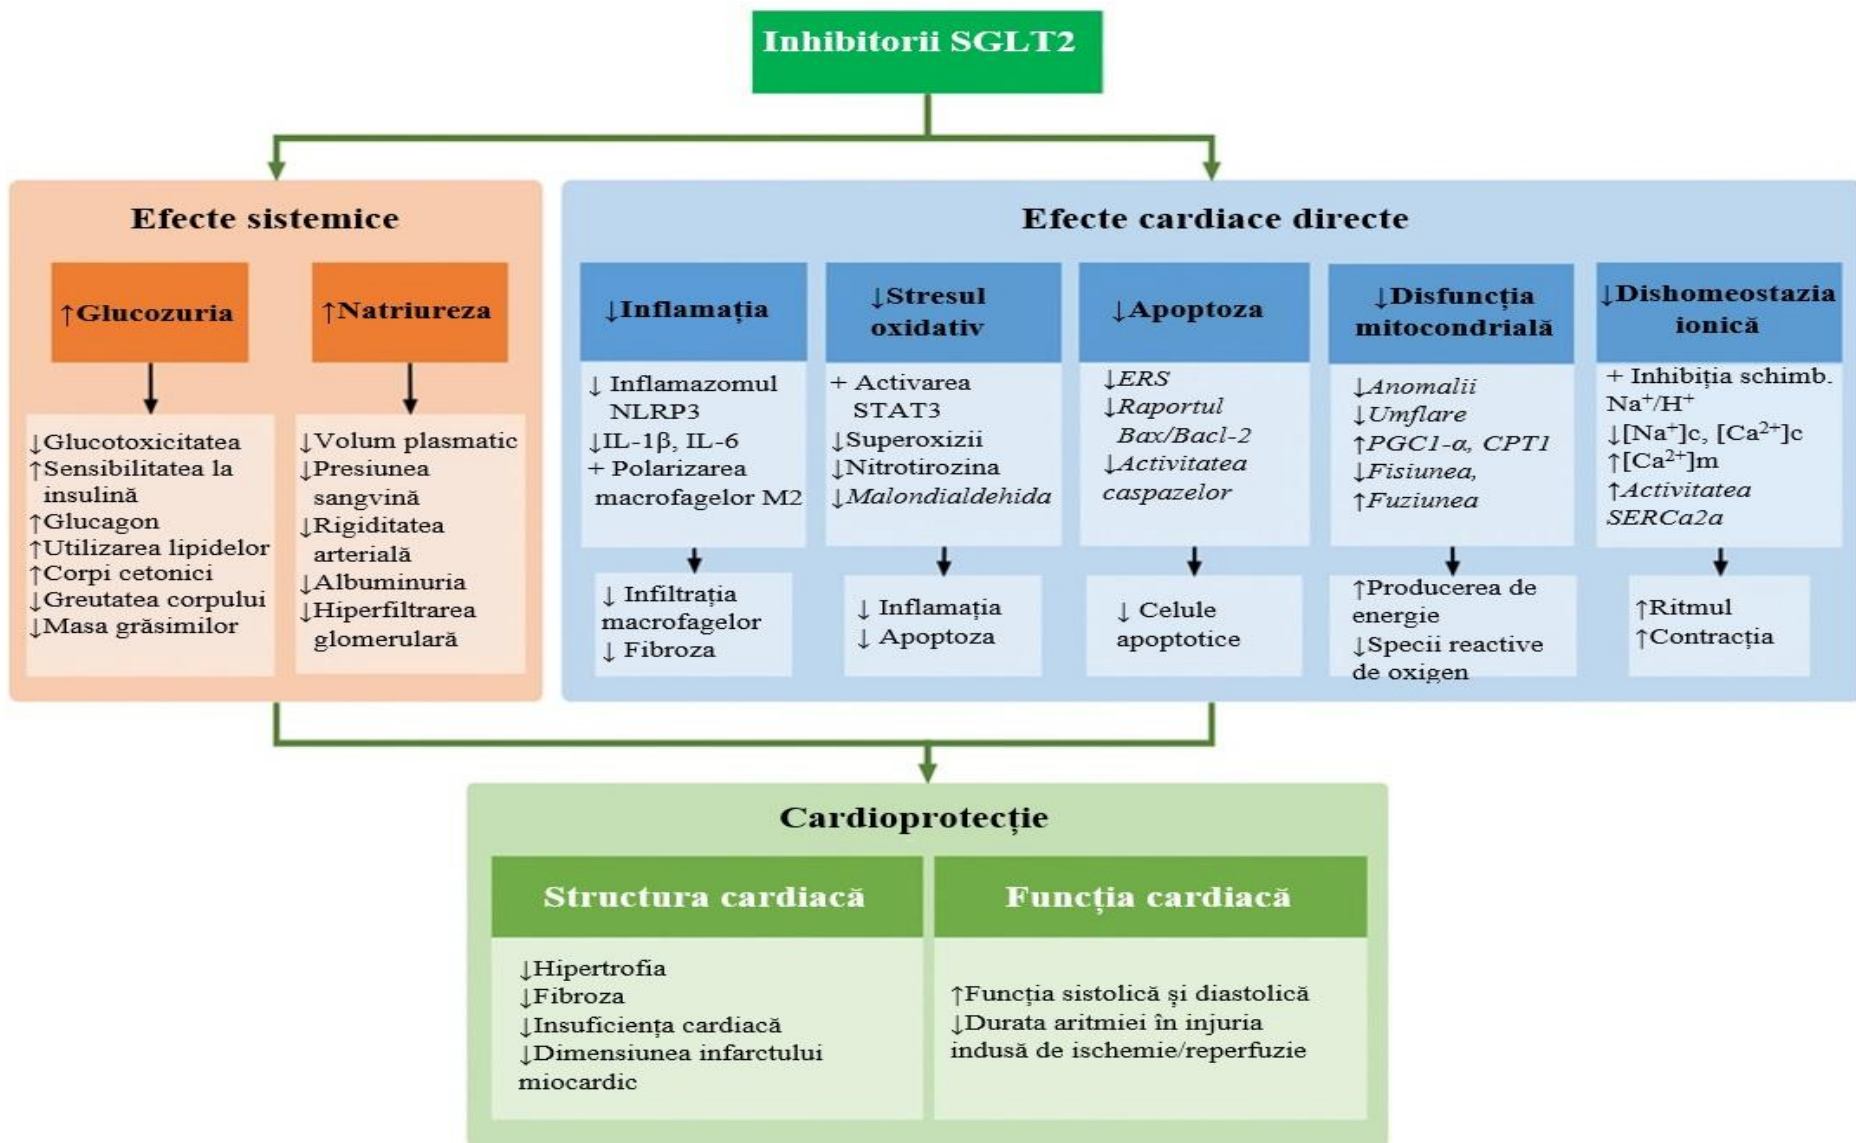 Inhibitorii SGLT2
Efecte sistemice
↑Glucozuria
↓Glucotoxicitatea
↑Sensibilitatea la
insulină
↑Glucagon
↑Utilizarea lipidelor
↑Corpi cetonici
↓Greutatea corpului
↓Masa grăsimilor
↑Natriureza
↓Volum plasmatic
↓Presiunea
sangvină
↓Rigiditatea
arterială
↓Albuminuria
↓Hiperfiltrarea
glomerulară
Efecte cardiace directe
↓Inflamația
↓ Inflamazomul
NLRP3
↓IL-1β, IL-6
+ Polarizarea
macrofagelor M2
↓ Infiltrația
macrofagelor
↓ Fibroza
↓Stresul
oxidativ
+ Activarea
STAT3
↓Superoxizii
↓Nitrotirozina
↓Malondialdehida
↓ Inflamația
↓ Apoptoza
↓Apoptoza
↓ERS
↓Raportul
Bax/Bacl-2
↓Activitatea
caspazelor
↓ Celule
apoptotice
↓Disfuncția
mitocondrială
↓Anomalii
↓Umflare
↑PGC1-α, CPT1
↓Fisiunea,
↑Fuziunea
↑Producerea de
energie
↓Specii reactive
de oxigen
↓Dishomeostazia
ionică
+ Inhibiția schimb.
Na⁺/H⁺
↓[Na⁺]c, [Ca²⁺]c
↑[Ca²⁺]m
↑Activitatea
SERCa2a
↑Ritmul
↑Contracția
Cardioprotecție
Structura cardiacă
↓Hipertrofia
↓Fibroza
↓Insuficiența cardiacă
↓Dimensiunea infarctului
miocardic
Funcția cardiacă
↑Funcția sistolică și diastolică
↓Durata aritmiei în injuria
indusă de ischemie/reperfuzie